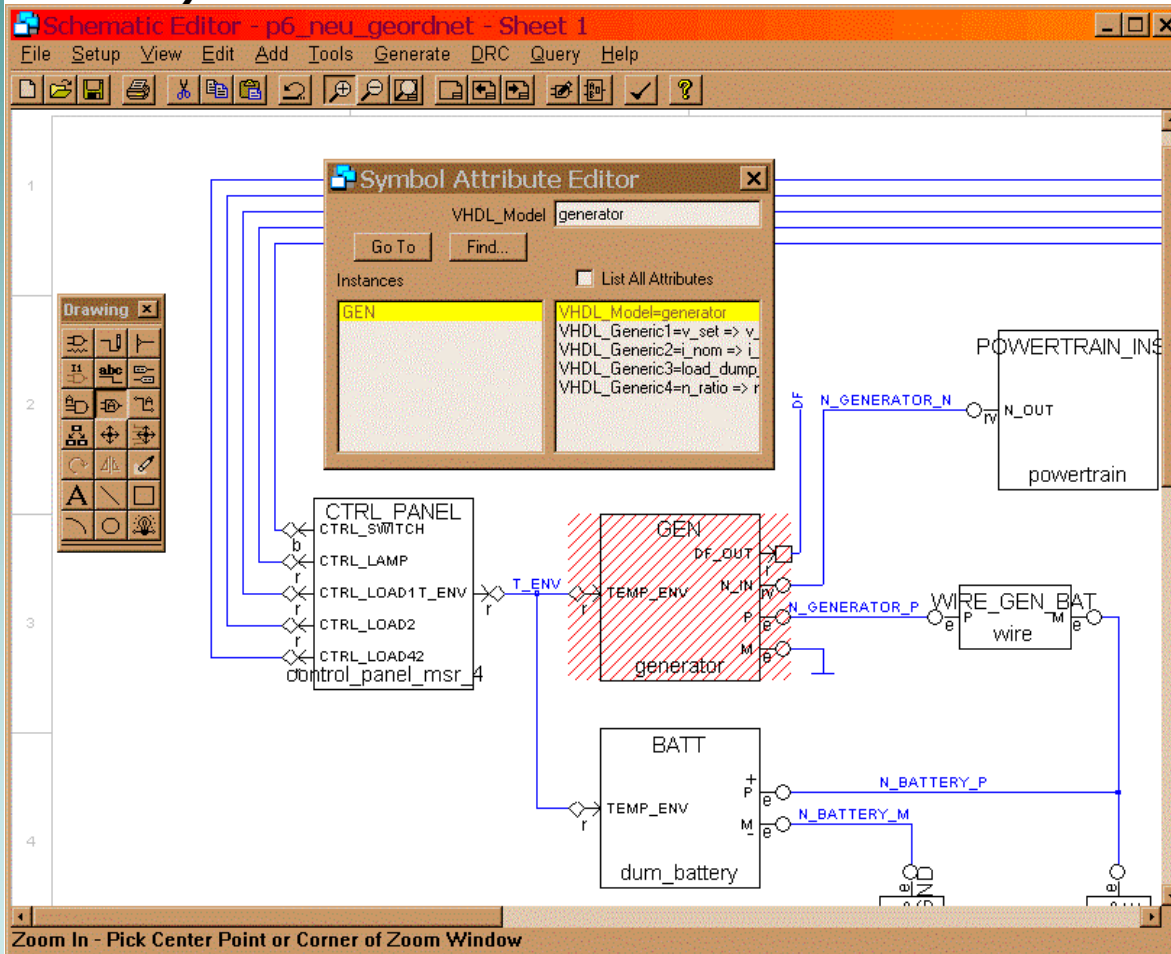 Schematic Editor - p6_neu_geordnet - Sheet 1
File Setup View Edit Add Tools Generate DRC Query Help
1
2
3
4
Symbol Attribute Editor
VHDL_Model generator
Go To Find...
Instances
List All Attributes
GEN
VHDL_Model=generator
VHDL_Generic1=v_set => v_
VHDL_Generic2=i_nom => i_
VHDL_Generic3=load_dump_
VHDL_Generic4=n_ratio => r
Drawing
I1
abc
A
A
POWERTRAIN_INS
rv N_OUT
powertrain
DF
N_GENERATOR_N
CTRL_PANEL
CTRL_SWITCH
b
CTRL_LAMP
r
CTRL_LOAD1 T_ENV
r
r
CTRL_LOAD2
r
CTRL_LOAD42
control_panel_msr_4
T_ENV
GEN
DF_OUT
r
TEMP_ENV
r
N_IN
rv
P
e
M
e
generator
N_GENERATOR_P
WIRE_GEN_BAT
e P
M e
wire
BATT
TEMP_ENV
r
+
P e
M e
-
dum_battery
N_BATTERY_P
N_BATTERY_M
e
e
Zoom In - Pick Center Point or Corner of Zoom Window